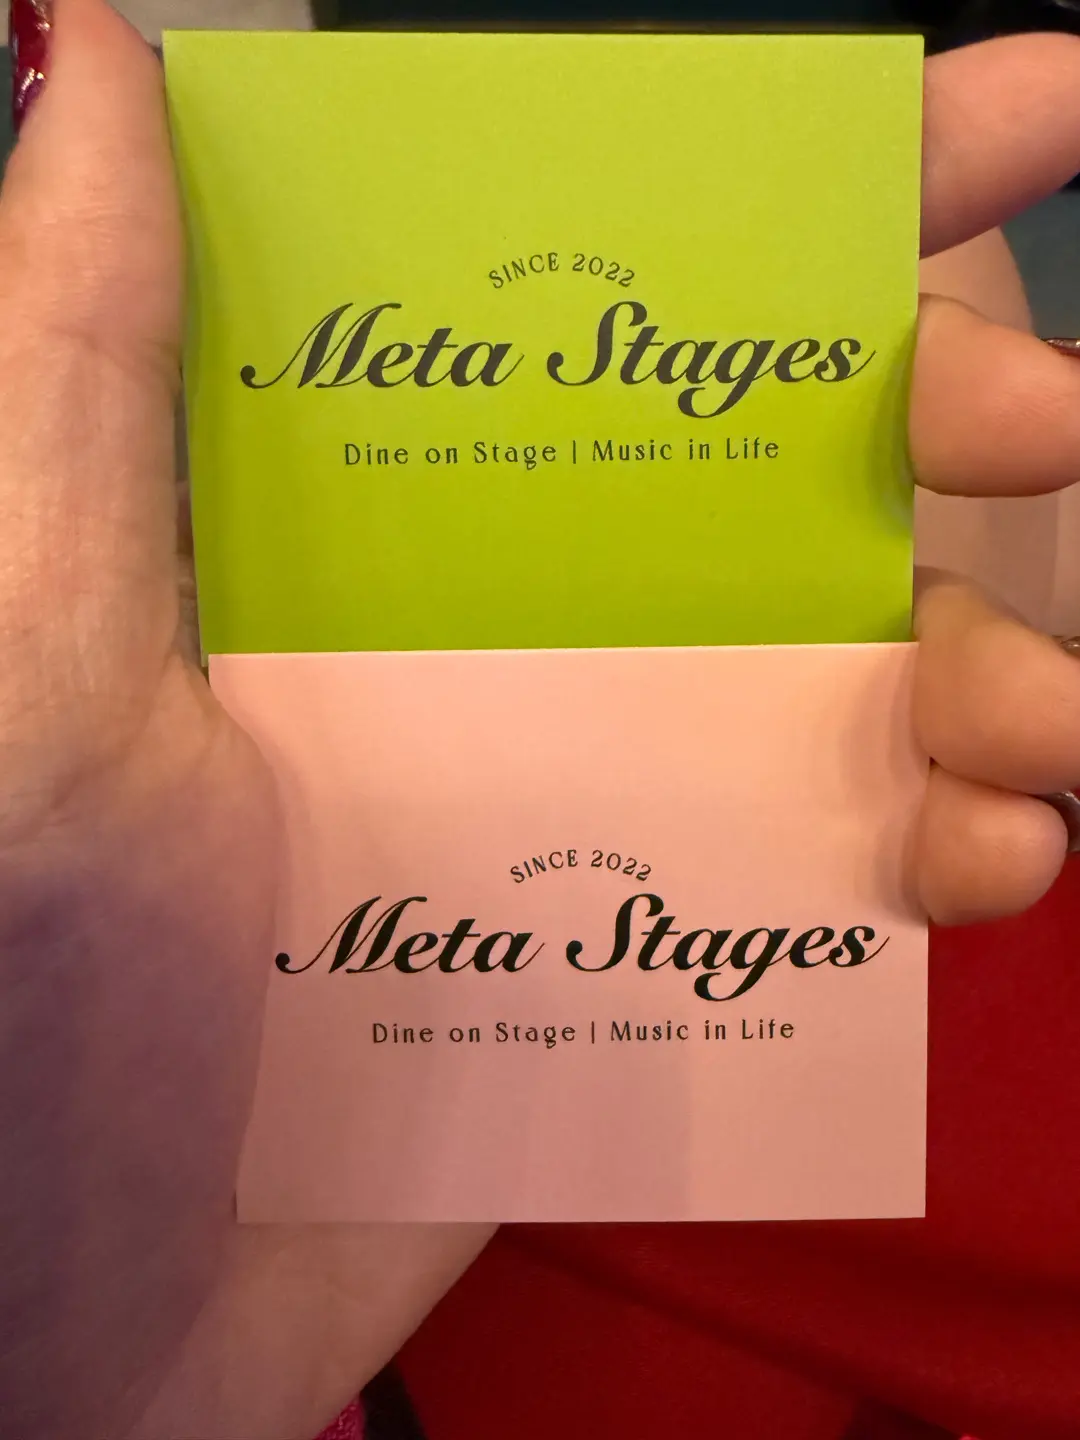 SINCE 2022
Meta Stages
Dine on Stage | Music in Life
SINCE 2022
Meta Stages
Dine on Stage | Music in Life